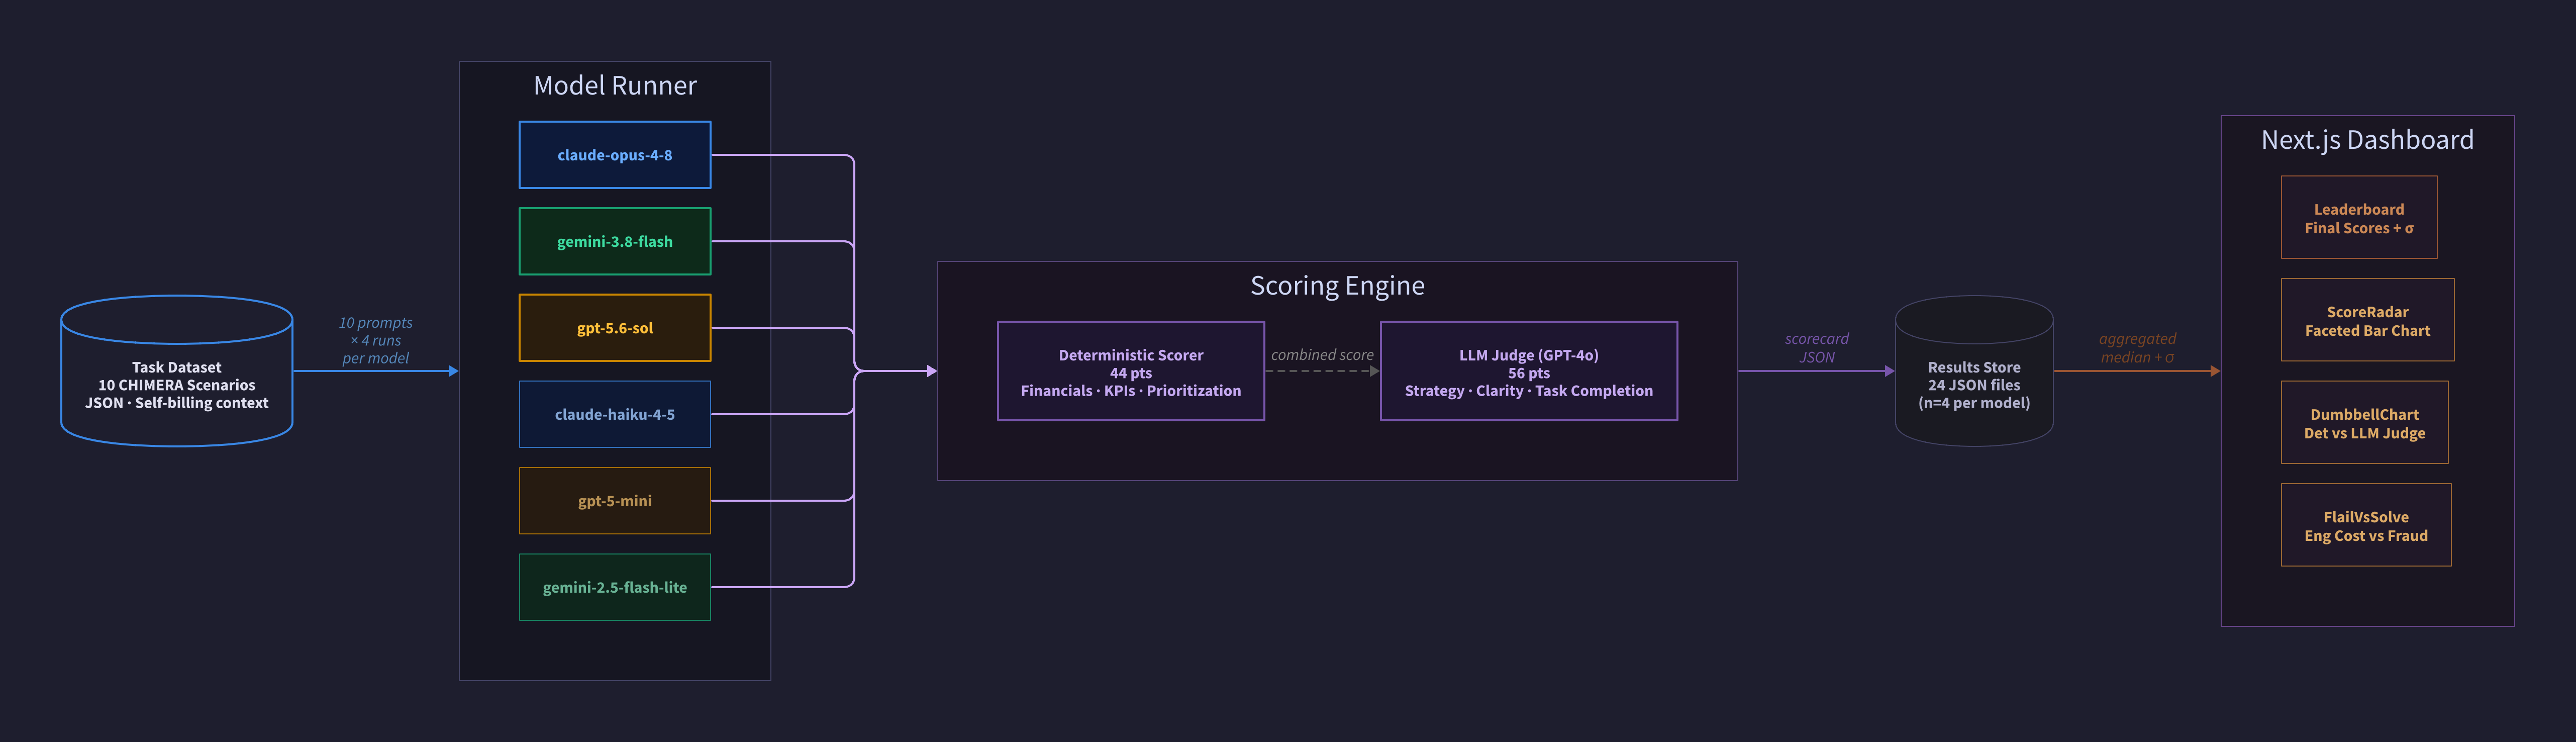 Model Runner
claude-opus-4-8
gemini-3.8-flash
gpt-5.6-sol
claude-haiku-4-5
gpt-5-mini
gemini-2.5-flash-lite
Task Dataset
10 CHIMERA Scenarios
JSON · Self-billing context
10 prompts
× 4 runs
per model
Scoring Engine
Deterministic Scorer
44 pts
Financials · KPIs · Prioritization
combined score
LLM Judge (GPT-4o)
56 pts
Strategy · Clarity · Task Completion
scorecard
JSON
Results Store
24 JSON files
(n=4 per model)
aggregated
median + σ
Next.js Dashboard
Leaderboard
Final Scores + σ
ScoreRadar
Faceted Bar Chart
DumbbellChart
Det vs LLM Judge
FlailVsSolve
Eng Cost vs Fraud